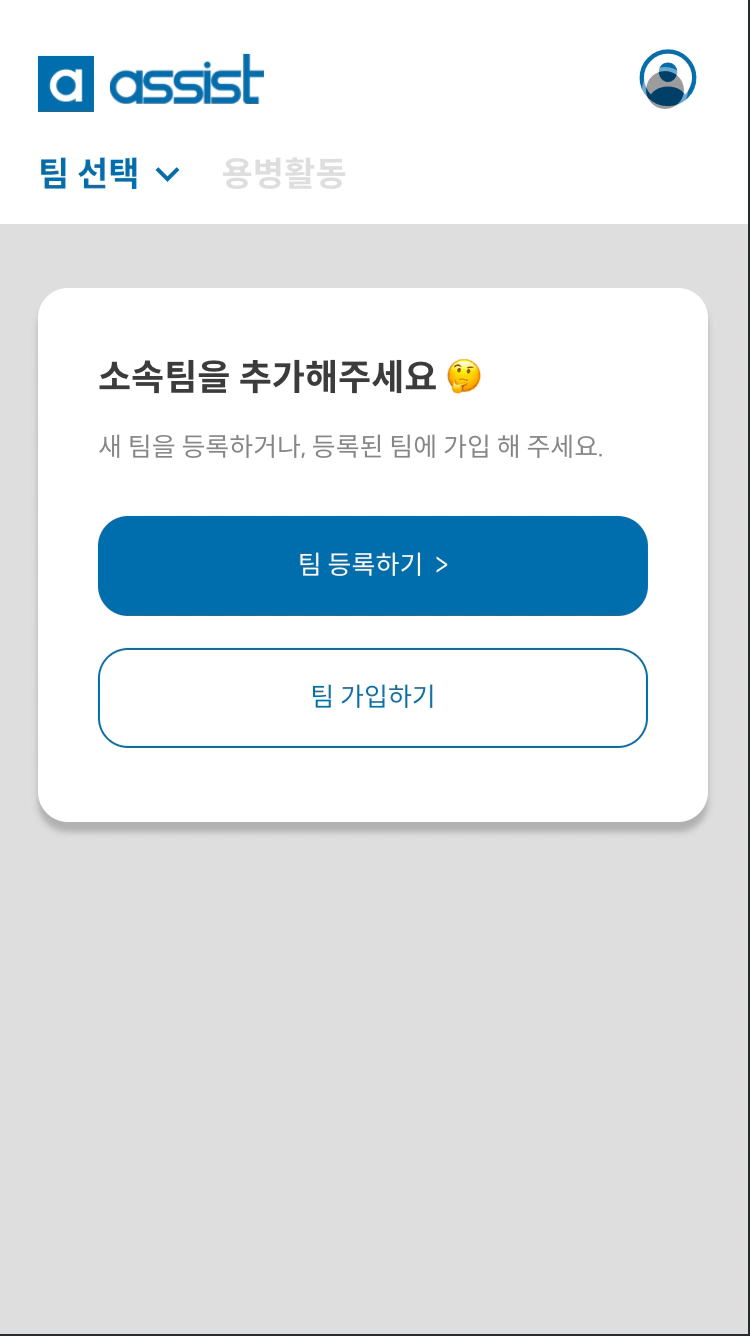 a assist
팀 선택 용병활동
소속팀을 추가해주세요 🤔
새 팀을 등록하거나, 등록된 팀에 가입 해 주세요.
팀 등록하기 >
팀 가입하기